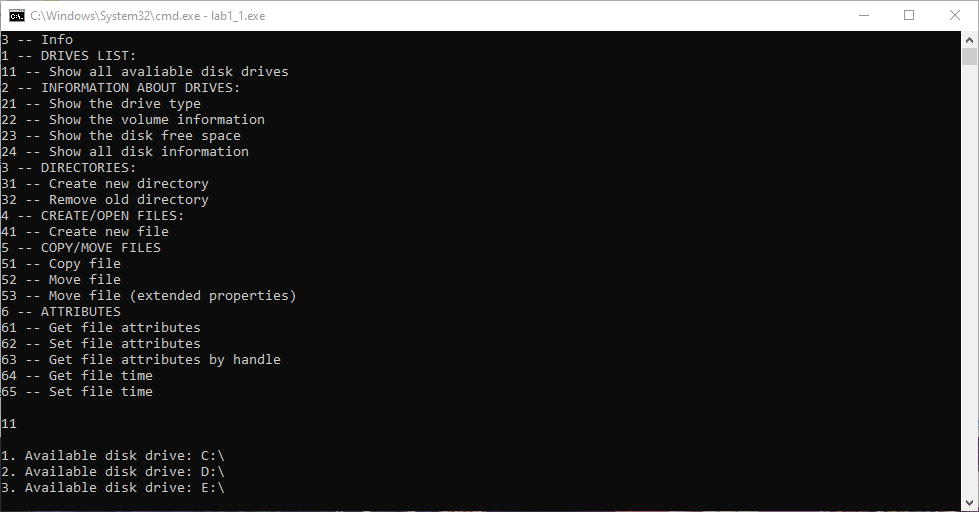 C:\Windows\System32\cmd.exe - lab1_1.exe
3 -- Info
1 -- DRIVES LIST:
11 -- Show all avaliable disk drives
2 -- INFORMATION ABOUT DRIVES:
21 -- Show the drive type
22 -- Show the volume information
23 -- Show the disk free space
24 -- Show all disk information
3 -- DIRECTORIES:
31 -- Create new directory
32 -- Remove old directory
4 -- CREATE/OPEN FILES:
41 -- Create new file
5 -- COPY/MOVE FILES
51 -- Copy file
52 -- Move file
53 -- Move file (extended properties)
6 -- ATTRIBUTES
61 -- Get file attributes
62 -- Set file attributes
63 -- Get file attributes by handle
64 -- Get file time
65 -- Set file time
11
1. Available disk drive: C:\
2. Available disk drive: D:\
3. Available disk drive: E:\